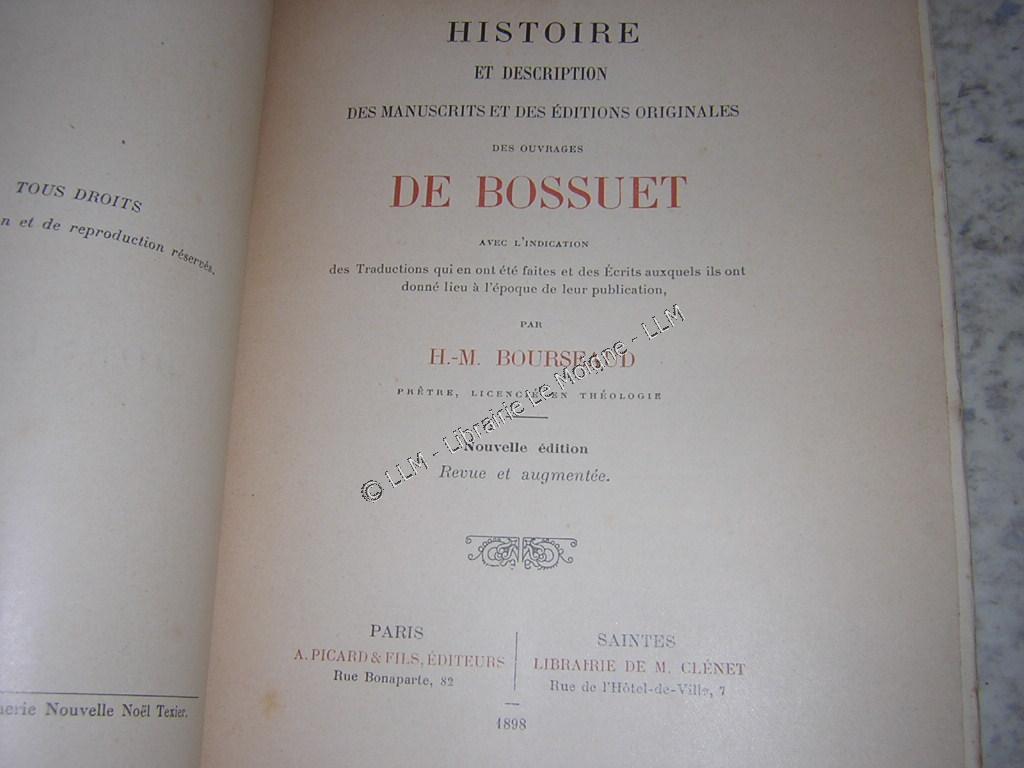 TOUS DROITS
n et de reproduction réservés.
nerie Nouvelle Noël Texier.
HISTOIRE
ET DESCRIPTION
DES MANUSCRITS ET DES ÉDITIONS ORIGINALES
DES OUVRAGES
DE BOSSUET
AVEC L'INDICATION
des Traductions qui en ont été faites et des Écrits auxquels ils ont
donné lieu à l'époque de leur publication,
PAR
H.-M. BOURSEAUD
PRÊTRE, LICENCIÉ EN THÉOLOGIE
Nouvelle édition
Revue et augmentée.
PARIS
A. PICARD & FILS, ÉDITEURS
Rue Bonaparte, 82
SAINTES
LIBRAIRIE DE M. CLÉNET
Rue de l'Hôtel-de-Ville, 7
1898
© LLM - Librairie Le Moigne - LLM